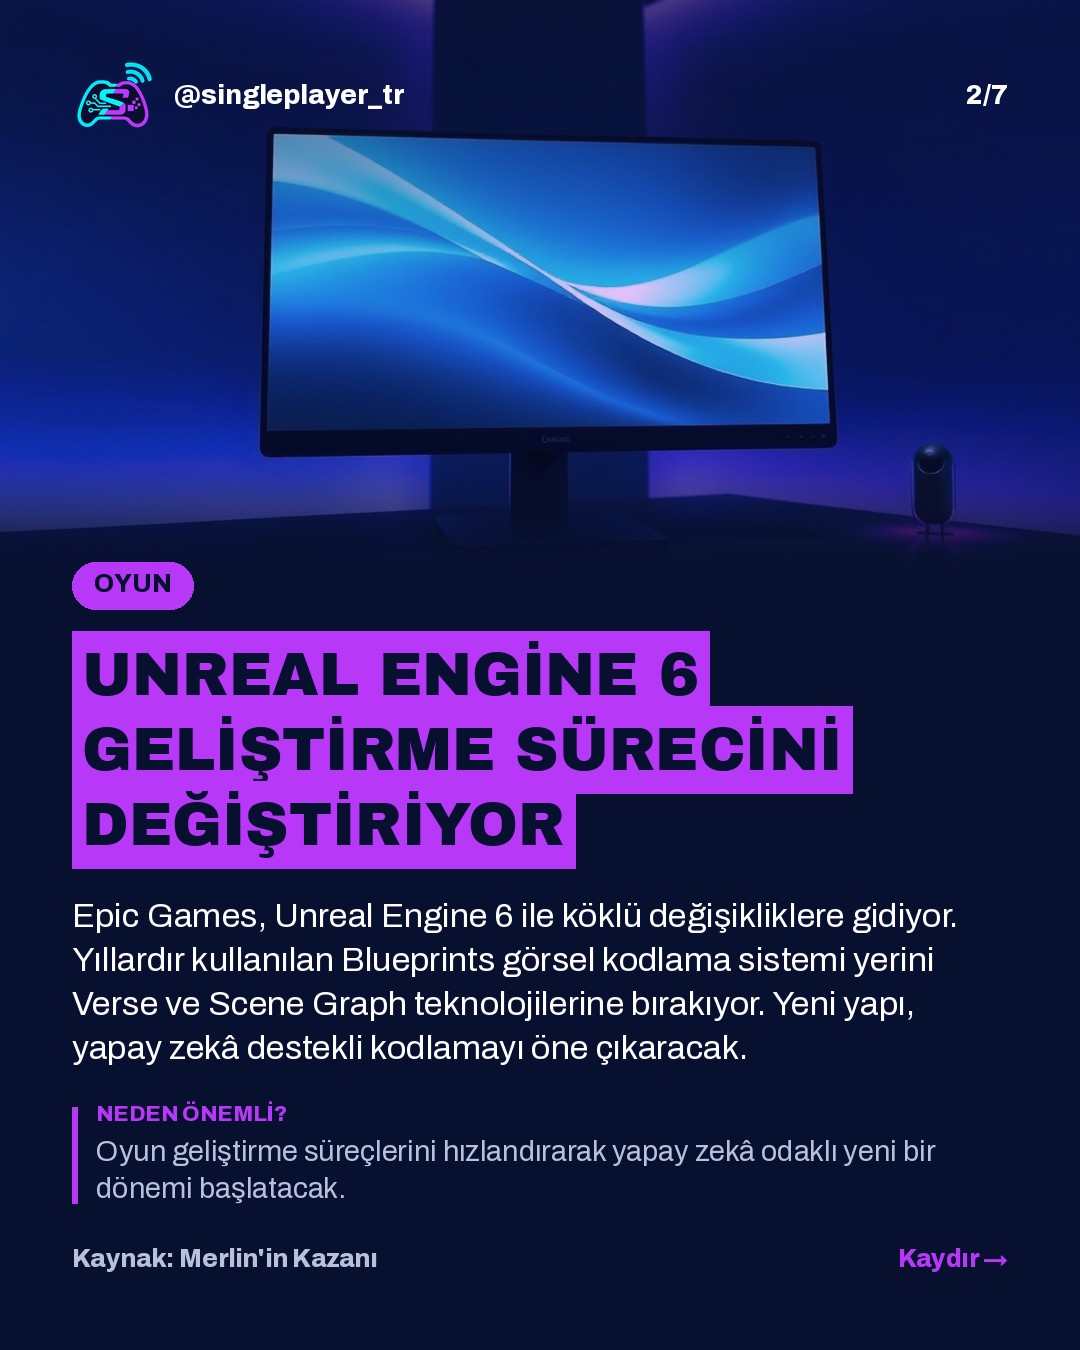 @singleplayer_tr
2/7
OYUN
UNREAL ENGİNE 6
GELİŞTİRME SÜRECİNİ
DEĞİŞTİRİYOR
Epic Games, Unreal Engine 6 ile köklü değişikliklere gidiyor.
Yıllardır kullanılan Blueprints görsel kodlama sistemi yerini
Verse ve Scene Graph teknolojilerine bırakıyor. Yeni yapı,
yapay zekâ destekli kodlamayı öne çıkaracak.
NEDEN ÖNEMLİ?
Oyun geliştirme süreçlerini hızlandırarak yapay zekâ odaklı yeni bir
dönemi başlatacak.
Kaynak: Merlin'in Kazanı
Kaydır→